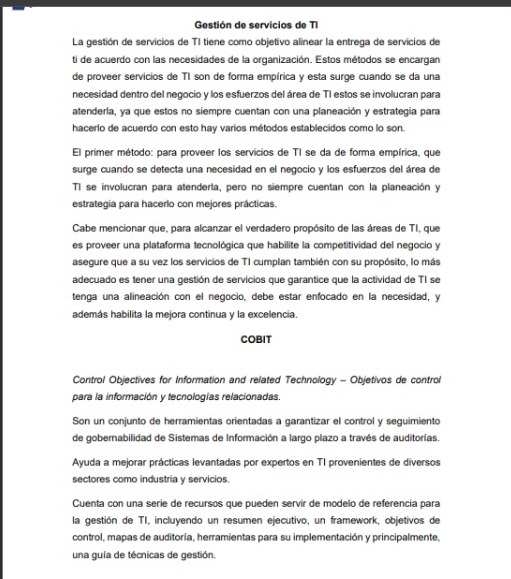 Gestión de servicios de TI
La gestión de servicios de TI tiene como objetivo alinear la entrega de servicios de
ti de acuerdo con las necesidades de la organización. Estos métodos se encargan
de proveer servicios de TI son de forma empírica y esta surge cuando se da una
necesidad dentro del negocio y los esfuerzos del área de TI estos se involucran para
atenderla, ya que estos no siempre cuentan con una planeación y estrategia para
hacerlo de acuerdo con esto hay varios métodos establecidos como lo son.
El primer método: para proveer los servicios de TI se da de forma empírica, que
surge cuando se detecta una necesidad en el negocio y los esfuerzos del área de
TI se involucran para atenderla, pero no siempre cuentan con la planeación y
estrategia para hacerlo con mejores prácticas.
Cabe mencionar que, para alcanzar el verdadero propósito de las áreas de TI, que
es proveer una plataforma tecnológica que habilite la competitividad del negocio y
asegure que a su vez los servicios de TI cumplan también con su propósito, lo más
adecuado es tener una gestión de servicios que garantice que la actividad de TI se
tenga una alineación con el negocio, debe estar enfocado en la necesidad, y
además habilita la mejora continua y la excelencia.
COBIT
Control Objectives for Information and related Technology – Objetivos de control
para la información y tecnologías relacionadas.
Son un conjunto de herramientas orientadas a garantizar el control y seguimiento
de gobernabilidad de Sistemas de Información a largo plazo a través de auditorías.
Ayuda a mejorar prácticas levantadas por expertos en TI provenientes de diversos
sectores como industria y servicios.
Cuenta con una serie de recursos que pueden servir de modelo de referencia para
la gestión de TI, incluyendo un resumen ejecutivo, un framework, objetivos de
control, mapas de auditoría, herramientas para su implementación y principalmente,
una guía de técnicas de gestión.